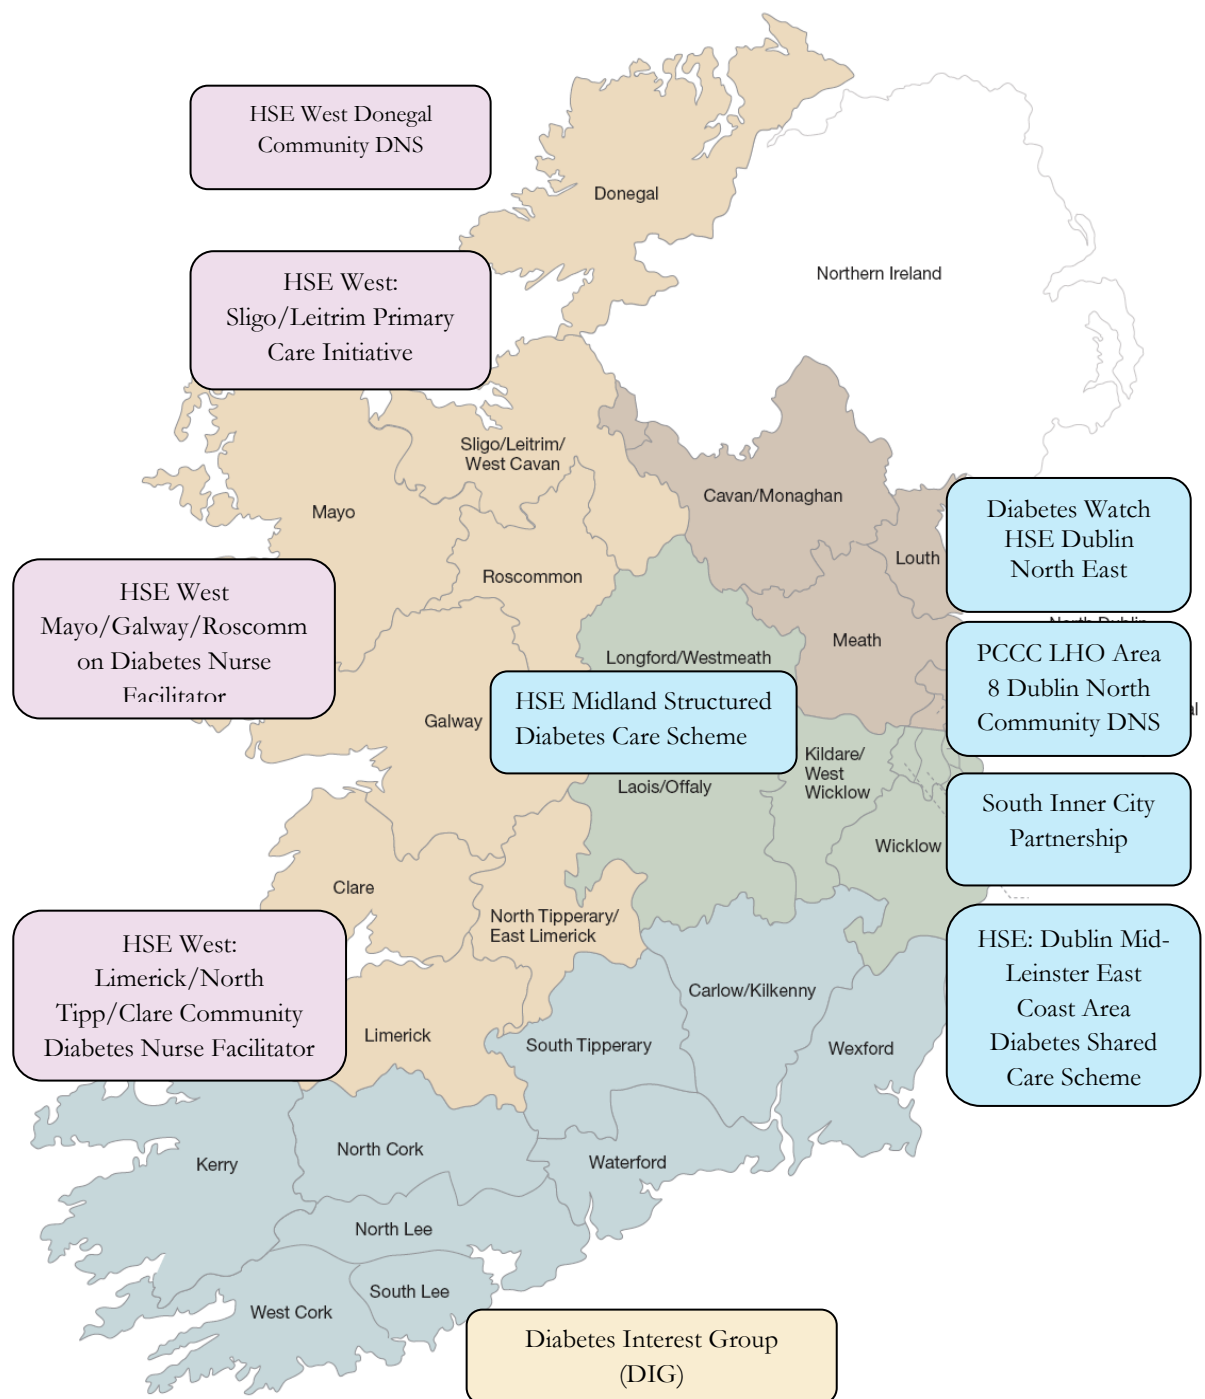 HSE West Donegal
Community DNS
Donegal
HSE West:
Sligo/Leitrim Primary
Care Initiative
Northern Ireland
Sligo/Leitrim/
West Cavan
Mayo
Cavan/Monaghan
Diabetes Watch
HSE Dublin
North East
Louth
Roscommon
HSE West
Mayo/Galway/Roscomm
on Diabetes Nurse
Facilitator
North Dublin
Meath
Longford/Westmeath
PCCC LHO Area
8 Dublin North
Community DNS
al
HSE Midland Structured
Diabetes Care Scheme
Galway
Kildare/
West
Wicklow
Laois/Offaly
South Inner City
Partnership
Wicklow
Clare
North Tipperary/
East Limerick
HSE West:
Limerick/North
Tipp/Clare Community
Diabetes Nurse Facilitator
HSE: Dublin Mid-
Leinster East
Coast Area
Diabetes Shared
Care Scheme
Carlow/Kilkenny
Limerick
South Tipperary
Wexford
North Cork
Waterford
Kerry
North Lee
South Lee
West Cork
Diabetes Interest Group
(DIG)